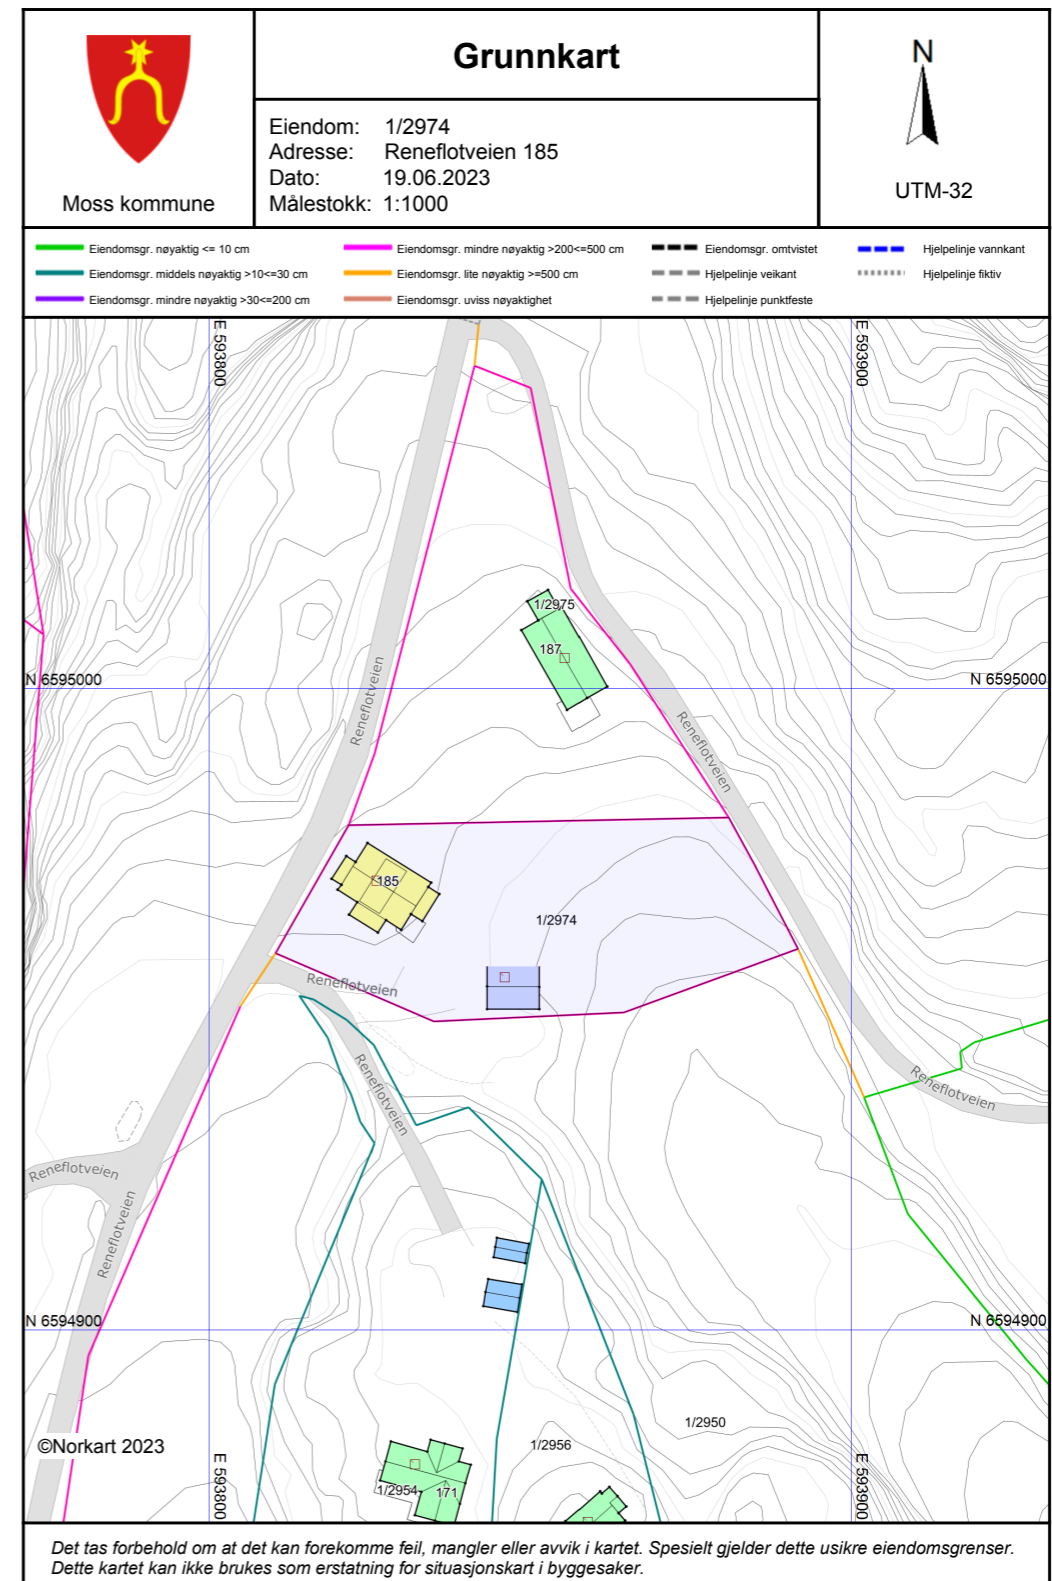 Moss kommune
Grunnkart
Eiendom: 1/2974
Adresse: Reneflotveien 185
Dato: 19.06.2023
Målestokk: 1:1000
N
UTM-32
Eiendomsgr. nøyaktig <= 10 cm
Eiendomsgr. middels nøyaktig >10<=30 cm
Eiendomsgr. mindre nøyaktig >30<=200 cm
Eiendomsgr. mindre nøyaktig >200<=500 cm
Eiendomsgr. lite nøyaktig >=500 cm
Eiendomsgr. uviss nøyaktighet
Eiendomsgr. omtvistet
Hjelpelinje veikant
Hjelpelinje punktfeste
Hjelpelinje vannkant
Hjelpelinje fiktiv
E 593800
E 593900
1/2975
187
N 6595000
N 6595000
Reneflotveien
Reneflotveien
185
1/2974
Reneflotveien
Reneflotveien
Reneflotveien
Reneflotveien
Reneflotveien
N 6594900
N 6594900
1/2950
1/2956
©Norkart 2023
E 593800
E 593900
1/2954
171
Det tas forbehold om at det kan forekomme feil, mangler eller avvik i kartet. Spesielt gjelder dette usikre eiendomsgrenser.
Dette kartet kan ikke brukes som erstatning for situasjonskart i byggesaker.